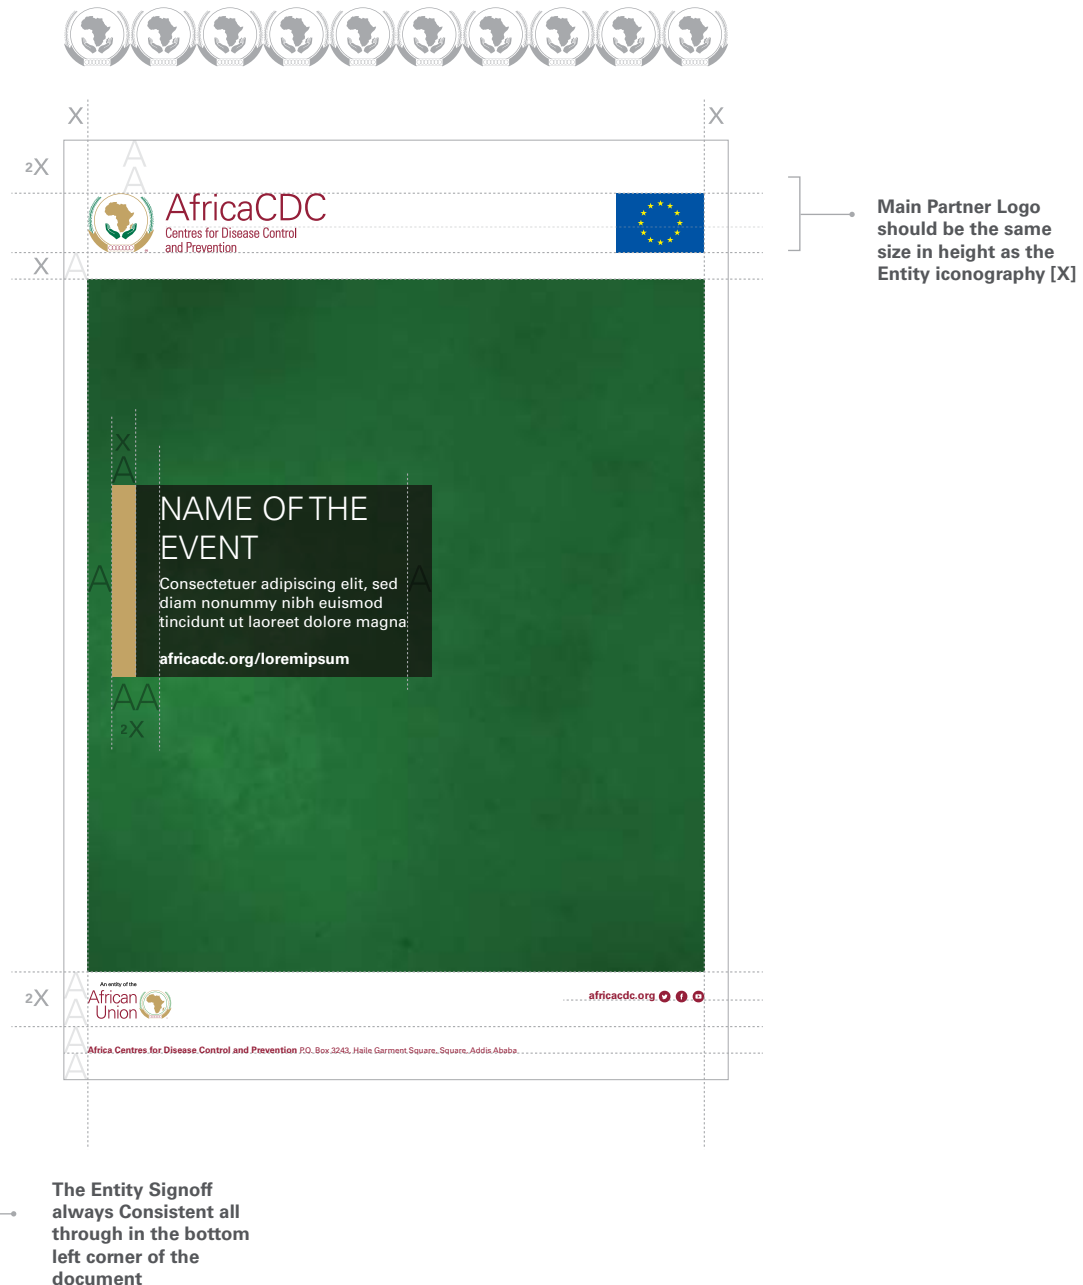 X
X
A
2X
A
AfricaCDC
Centres for Disease Control
and Prevention
Main Partner Logo
should be the same
size in height as the
Entity iconography [X]
X
A
X
A
NAME OF THE
EVENT
A
Consectetuer adipiscing elit, sed
diam nonummy nibh euismod
tincidunt ut laoreet dolore magna
A
africacdc.org/loremipsum
AA
2X
2X
A
A
A
A
An entity of the
African
Union
africacdc.org
Africa Centres for Disease Control and Prevention P.O. Box 3243, Haile Garment Square, Square, Addis Ababa
The Entity Signoff
always Consistent all
through in the bottom
left corner of the
document